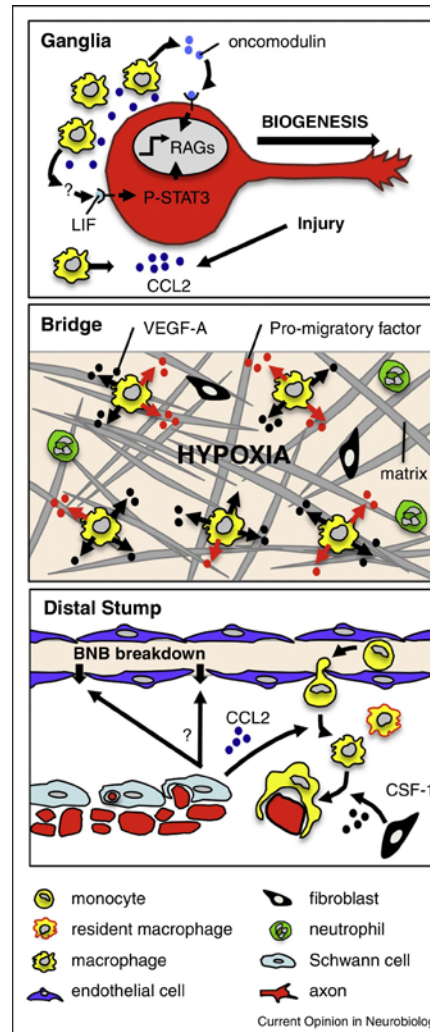 Ganglia
oncomodulin
RAGs
BIOGENESIS
?
P-STAT3
LIF
Injury
CCL2
Bridge
VEGF-A
Pro-migratory factor
HYPOXIA
matrix
Distal Stump
BNB breakdown
CCL2
?
CSF-1
monocyte
fibroblast
resident macrophage
neutrophil
macrophage
Schwann cell
endothelial cell
axon
Current Opinion in Neurobiology